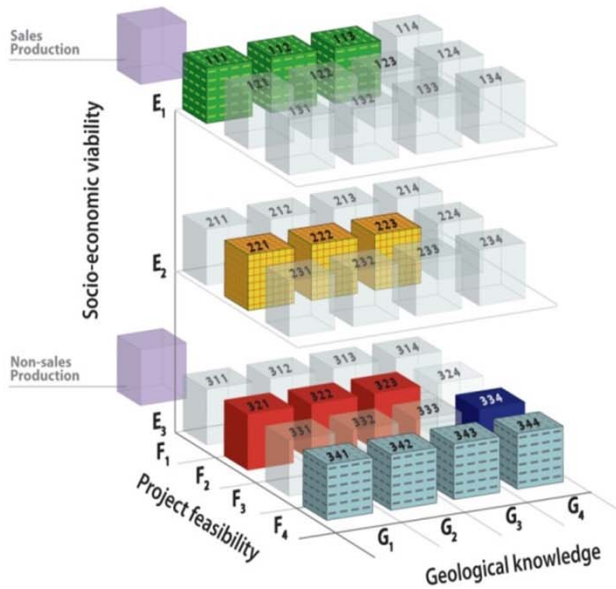 Sales
Production
114
111 112 113
124
121 122 123
134
131 132 133
E1
Socio-economic viability
211 212 213 214
221 222 223 224
231 232 233 234
E2
Non-sales
Production
311 312 313 314
321 322 323 324
331 332 333 334
341 342 343 344
E3
F1
F2
F3
F4
Project feasibility
G1
G2
G3
G4
Geological knowledge